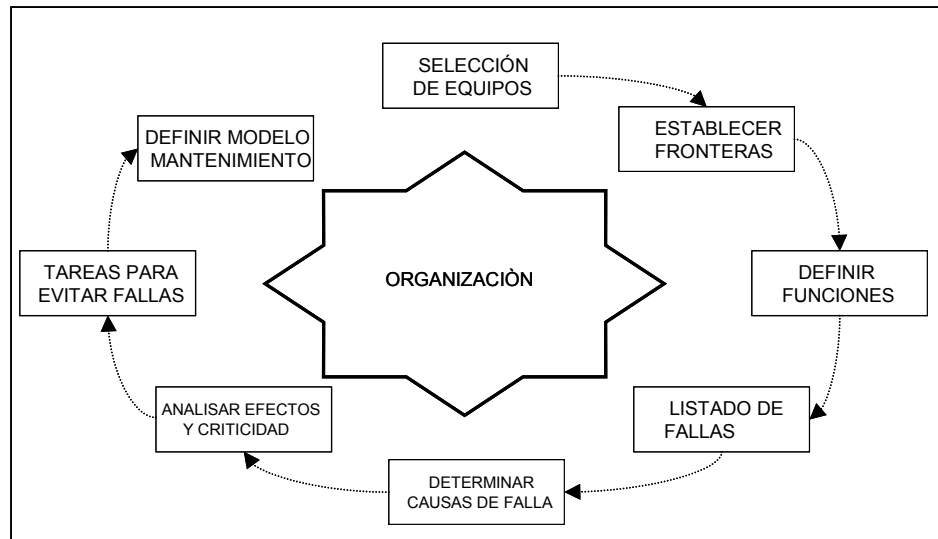 SELECCIÓN
DE EQUIPOS
ESTABLECER
FRONTERAS
DEFINIR
FUNCIONES
LISTADO DE
FALLAS
DETERMINAR
CAUSAS DE FALLA
ANALISAR EFECTOS
Y CRITICIDAD
TAREAS PARA
EVITAR FALLAS
DEFINIR MODELO
MANTENIMIENTO
ORGANIZACIÒN